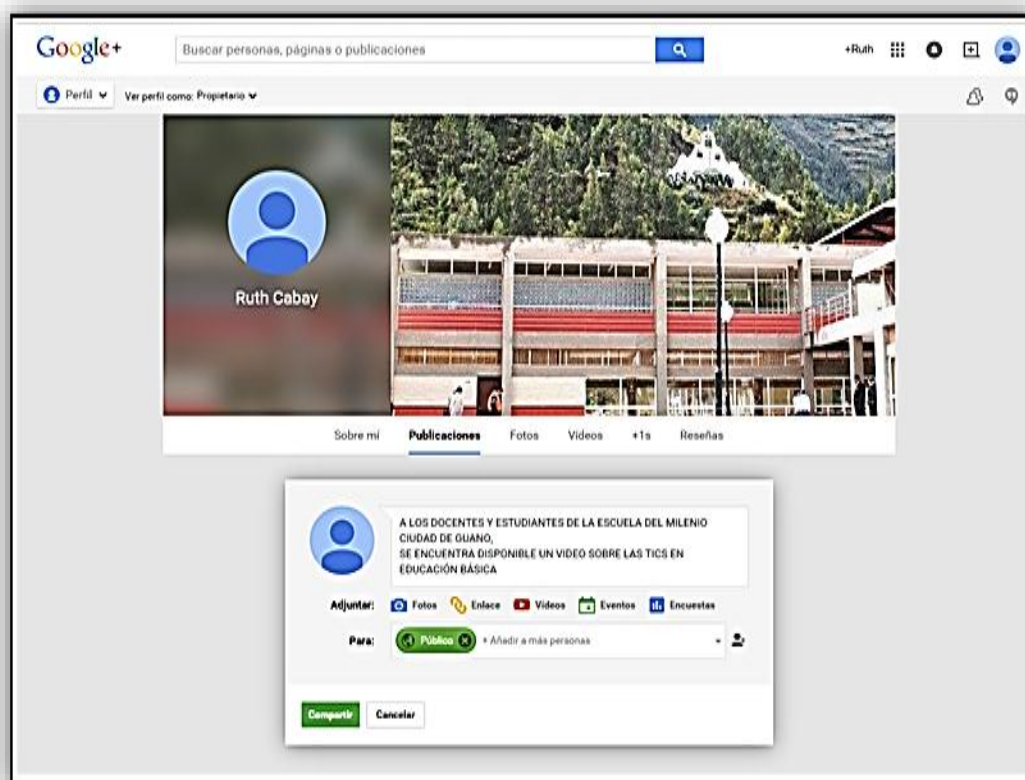 Google+
Buscar personas, páginas o publicaciones
+Ruth
Perfil
Ver perfil como: Propietario
Ruth Cabay
Sobre mí Publicaciones Fotos Vídeos +1s Reseñas
A LOS DOCENTES Y ESTUDIANTES DE LA ESCUELA DEL MILENIO
CIUDAD DE GUANO,
SE ENCUENTRA DISPONIBLE UN VIDEO SOBRE LAS TICS EN
EDUCACIÓN BÁSICA
Adjuntar: Fotos Enlace Vídeos Eventos Encuestas
Para: Público + Añadir a más personas
Compartir Cancelar